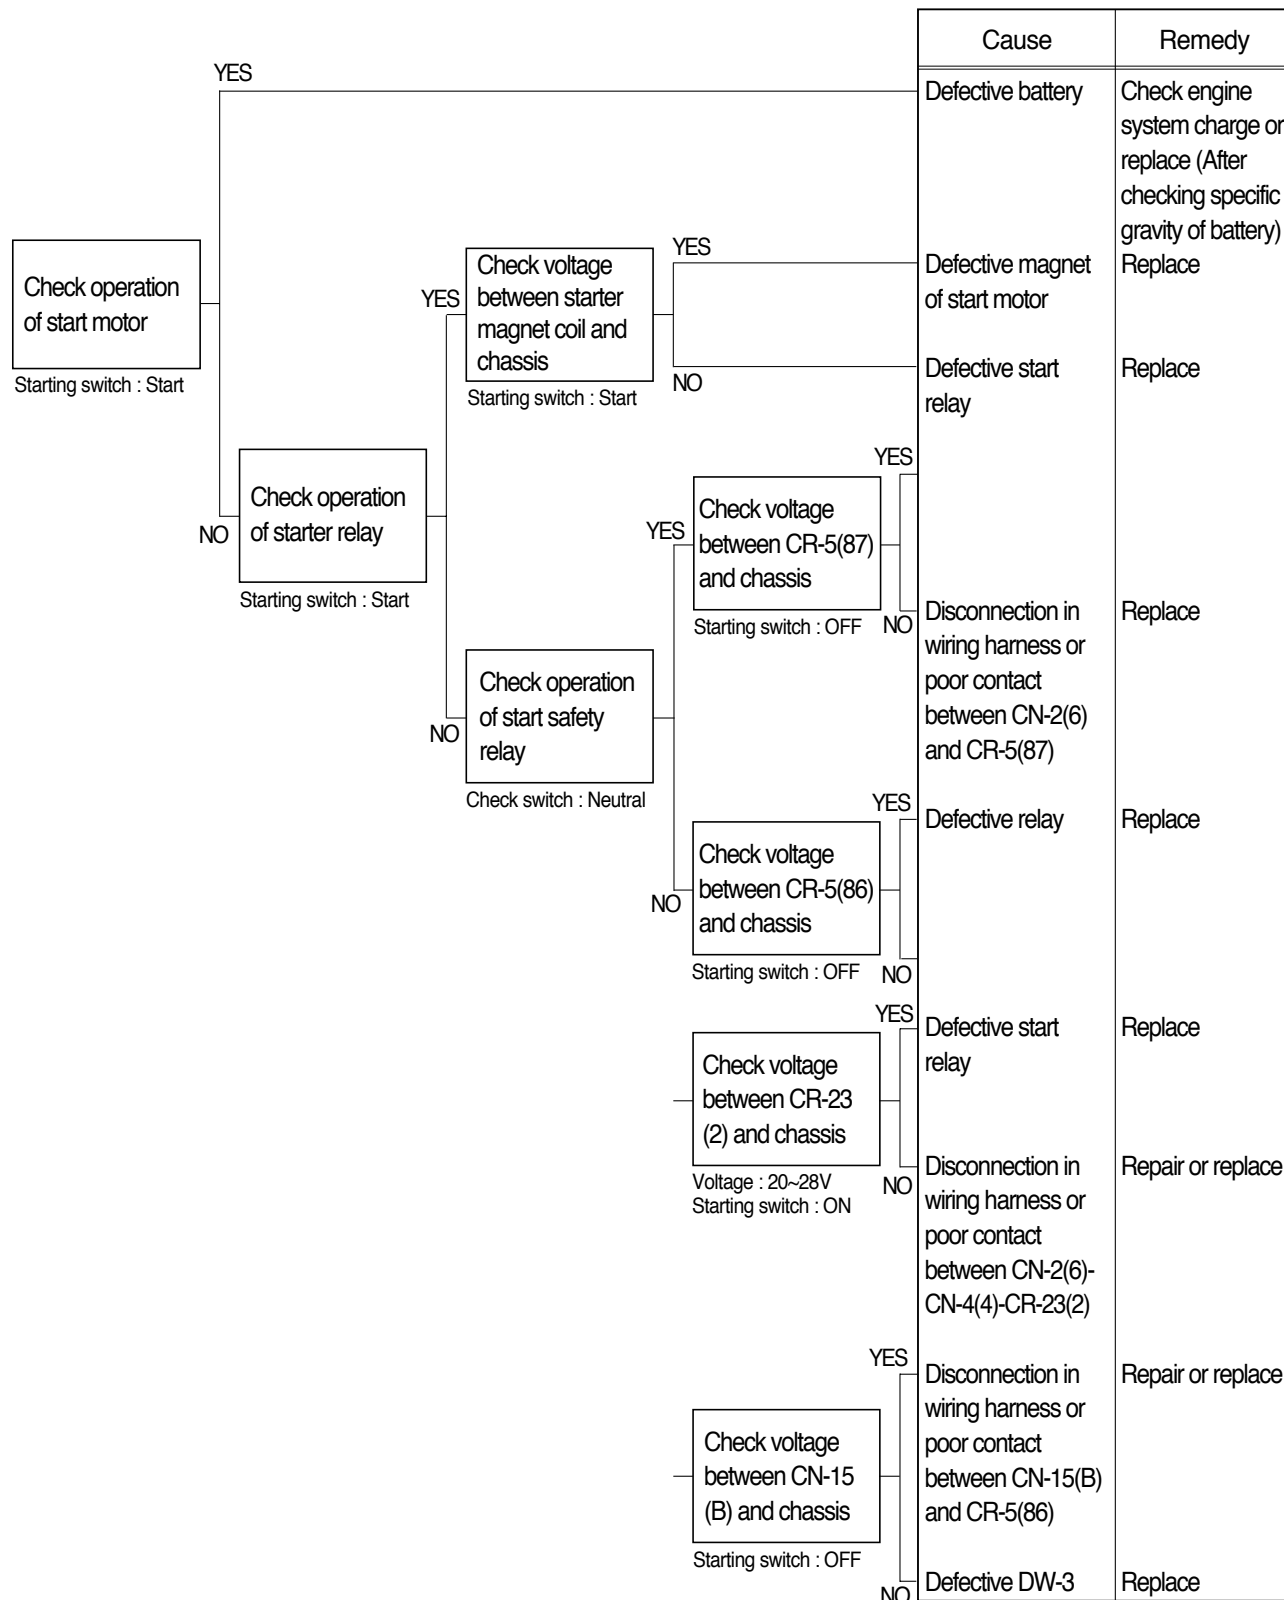 Cause
Remedy
YES
Defective battery
Check engine
system charge or
replace (After
checking specific
gravity of battery)
Check operation
of start motor
Starting switch : Start
YES
Check voltage
between starter
magnet coil and
chassis
Starting switch : Start
YES
Defective magnet
of start motor
Replace
NO
Defective start
relay
Replace
NO
Check operation
of starter relay
Starting switch : Start
YES
Check voltage
between CR-5(87)
and chassis
Starting switch : OFF
YES
NO
Disconnection in
wiring harness or
poor contact
between CN-2(6)
and CR-5(87)
Replace
NO
Check operation
of start safety
relay
Check switch : Neutral
NO
Check voltage
between CR-5(86)
and chassis
Starting switch : OFF
YES
Defective relay
Replace
NO
Check voltage
between CR-23
(2) and chassis
Voltage : 20~28V
Starting switch : ON
YES
Defective start
relay
Replace
NO
Disconnection in
wiring harness or
poor contact
between CN-2(6)-
CN-4(4)-CR-23(2)
Repair or replace
Check voltage
between CN-15
(B) and chassis
Starting switch : OFF
YES
Disconnection in
wiring harness or
poor contact
between CN-15(B)
and CR-5(86)
Repair or replace
NO
Defective DW-3
Replace